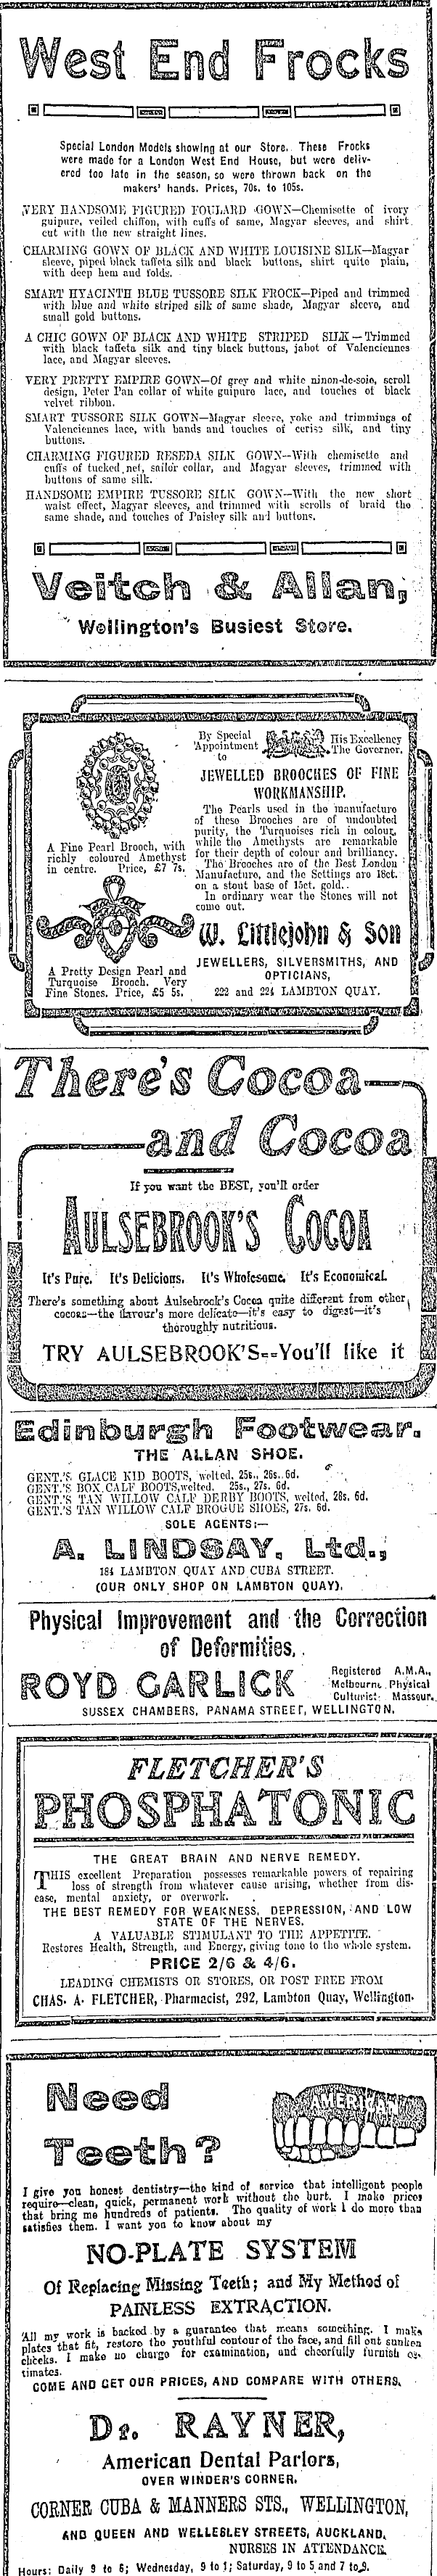 West End Frocks
Special London Models showing at our Store. These Frocks
were made for a London West End House, but were deliv-
ered too late in the season, so were thrown back on the
makers' hands. Prices, 70s. to 105s.
VERY HANDSOME FIGURED FOULARD GOWN—Chemisette of ivory
guipure, veiled chiffon, with cuffs of same, Magyar sleeves, and shirt
cut with the new straight lines.
CHARMING GOWN OF BLACK AND WHITE LOUISINE SILK—Magyar
sleeve, piped black taffeta silk and black buttons, shirt quite plain,
with deep hem and folds.
SMART HYACINTH BLUE TUSSORE SILK FROCK—Piped and trimmed
with blue and white striped silk of same shade, Magyar sleeve, and
small gold buttons.
A CHIC GOWN OF BLACK AND WHITE STRIPED SILK—Trimmed
with black taffeta silk and tiny black buttons, jabot of Valenciennes
lace, and Magyar sleeves.
VERY PRETTY EMPIRE GOWN—Of grey and white ninon-de-soie, scroll
design, Peter Pan collar of white guipure lace, and touches of black
velvet ribbon.
SMART TUSSORE SILK GOWN—Magyar sleeve, yoke and trimmings of
Valenciennes lace, with bands and touches of cerise silk, and tiny
buttons.
CHARMING FIGURED RESEDA SILK GOWN—With chemisette and
cuffs of tucked net, sailor collar, and Magyar sleeves, trimmed with
buttons of same silk.
HANDSOME EMPIRE TUSSORE SILK GOWN—With the new short
waist effect, Magyar sleeves, and trimmed with scrolls of braid the
same shade, and touches of Paisley silk and buttons.
Veitch & Allan,
Wellington's Busiest Store.
By Special
Appointment
to
His Excellency
The Governor.
JEWELLED BROOCHES OF FINE
WORKMANSHIP.
The Pearls used in the manufacture
of these Brooches are of undoubted
purity, the Turquoises rich in colour,
while the Amethysts are remarkable
for their depth of colour and brilliancy.
The Brooches are of the Best London
Manufacture, and the Settings are 18ct.
on a stout base of 15ct. gold.
In ordinary wear the Stones will not
come out.
A Fine Pearl Brooch, with
richly coloured Amethyst
in centre. Price, £7 7s.
A Pretty Design Pearl and
Turquoise Brooch. Very
Fine Stones. Price, £5 5s.
W. Littlejohn & Son
JEWELLERS, SILVERSMITHS, AND
OPTICIANS,
222 and 224 LAMBTON QUAY.
There's Cocoa—
—and Cocoa
If you want the BEST, you'll order
AULSEBROOK'S COCOA
It's Pure. It's Delicious. It's Wholesome. It's Economical.
There's something about Aulsebrook's Cocoa quite different from other
cocoas—the flavour's more delicate—it's easy to digest—it's
thoroughly nutritious.
TRY AULSEBROOK'S--You'll like it
Edinburgh Footwear.
THE ALLAN SHOE.
GENT.'S GLACE KID BOOTS, welted, 25s., 26s. 6d.
GENT.'S BOX CALF BOOTS, welted. 25s., 27s. 6d.
GENT.'S TAN WILLOW CALF DERBY BOOTS, welted, 28s. 6d.
GENT.'S TAN WILLOW CALF BROGUE SHOES, 27s. 6d.
SOLE AGENTS:—
A. LINDSAY, Ltd.,
184 LAMBTON QUAY AND CUBA STREET.
(OUR ONLY SHOP ON LAMBTON QUAY).
Physical Improvement and the Correction
of Deformities.
ROYD GARLICK
Registered A.M.A.,
Melbourne Physical
Culturist. Masseur.
SUSSEX CHAMBERS, PANAMA STREET, WELLINGTON.
FLETCHER'S
PHOSPHATONIC
THE GREAT BRAIN AND NERVE REMEDY.
THIS excellent Preparation possesses remarkable powers of repairing
loss of strength from whatever cause arising, whether from dis-
ease, mental anxiety, or overwork.
THE BEST REMEDY FOR WEAKNESS, DEPRESSION, AND LOW
STATE OF THE NERVES.
A VALUABLE STIMULANT TO THE APPETITE.
Restores Health, Strength, and Energy, giving tone to the whole system.
PRICE 2/6 & 4/6.
LEADING CHEMISTS OR STORES, OR POST FREE FROM
CHAS. A. FLETCHER, Pharmacist, 292, Lambton Quay, Wellington.
Need
Teeth?
AMERICAN
I give you honest dentistry—the kind of service that intelligent people
require—clean, quick, permanent work without the hurt. I make prices
that bring me hundreds of patients. The quality of work I do more than
satisfies them. I want you to know about my
NO-PLATE SYSTEM
Of Replacing Missing Teeth; and My Method of
PAINLESS EXTRACTION.
All my work is backed by a guarantee that means something. I make
plates that fit, restore the youthful contour of the face, and fill out sunken
cheeks. I make no charge for examination, and cheerfully furnish es-
timates.
COME AND GET OUR PRICES, AND COMPARE WITH OTHERS.
Dr. RAYNER,
American Dental Parlors,
OVER WINDER'S CORNER.
CORNER CUBA & MANNERS STS., WELLINGTON,
AND QUEEN AND WELLESLEY STREETS, AUCKLAND.
NURSES IN ATTENDANCE.
Hours: Daily 9 to 6; Wednesday, 9 to 1; Saturday, 9 to 5 and 7 to 9.